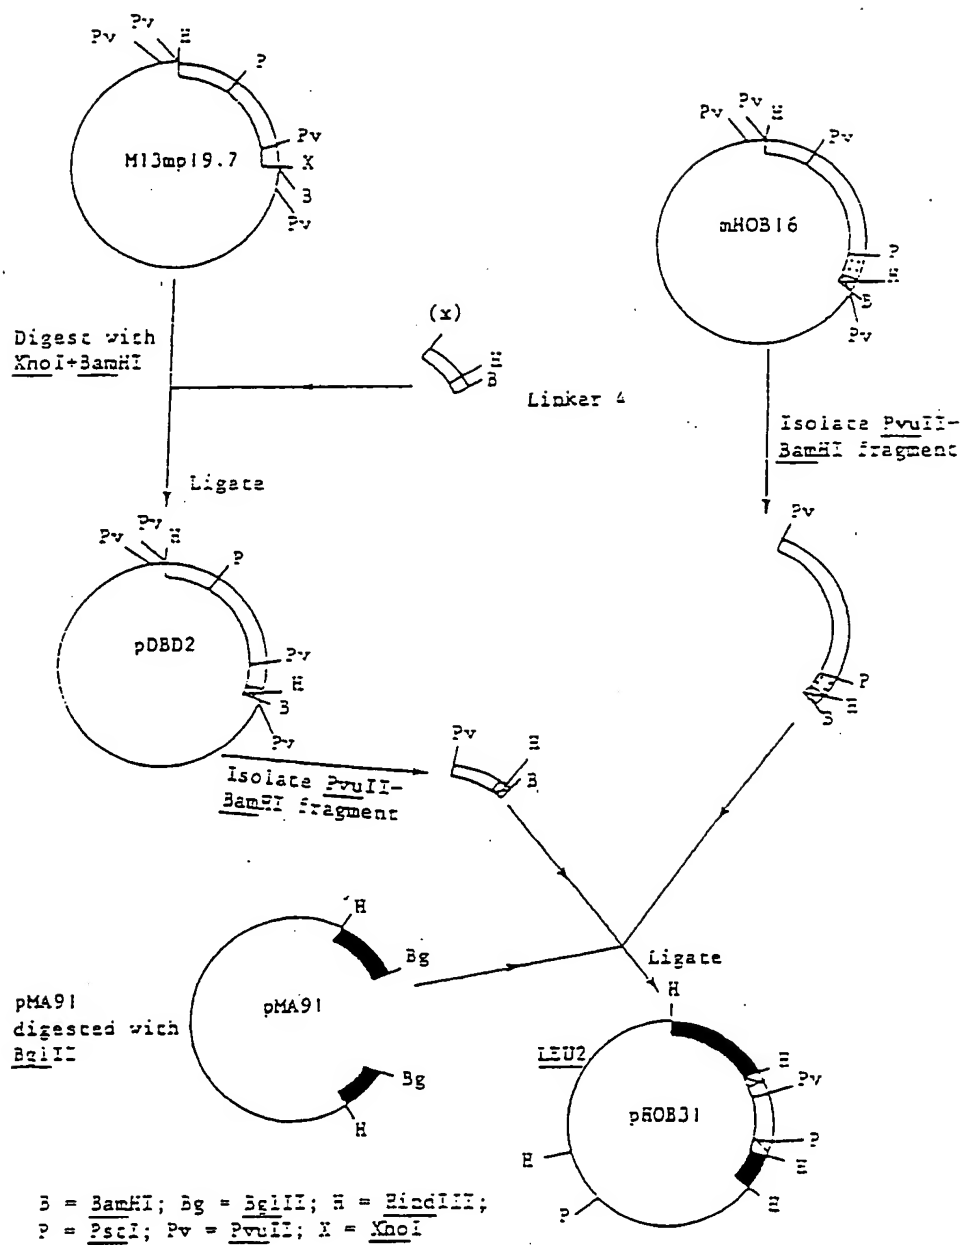 Pv
Pv
H
P
Pv
X
B
Pv
M13mp19.7
Pv
Pv
H
Pv
mHOB16
P
H
B
Pv
Digest with
XhoI+BamHI
(x)
H
B
Linker 4
Isolate PvuII-
BamHI fragment
Ligate
Pv
Pv
Pv
H
P
pDBD2
Pv
H
B
Pv
P
H
B
Pv
H
B
Isolate PvuII-
BamHI fragment
H
Bg
pMA91
pMA91
digested with
BglII
Bg
H
Ligate
H
LEU2
H
Pv
pHOB31
P
H
H
H
P
B = BamHI; Bg = BglII; H = HindIII;
P = PstI; Pv = PvuII; X = XhoI